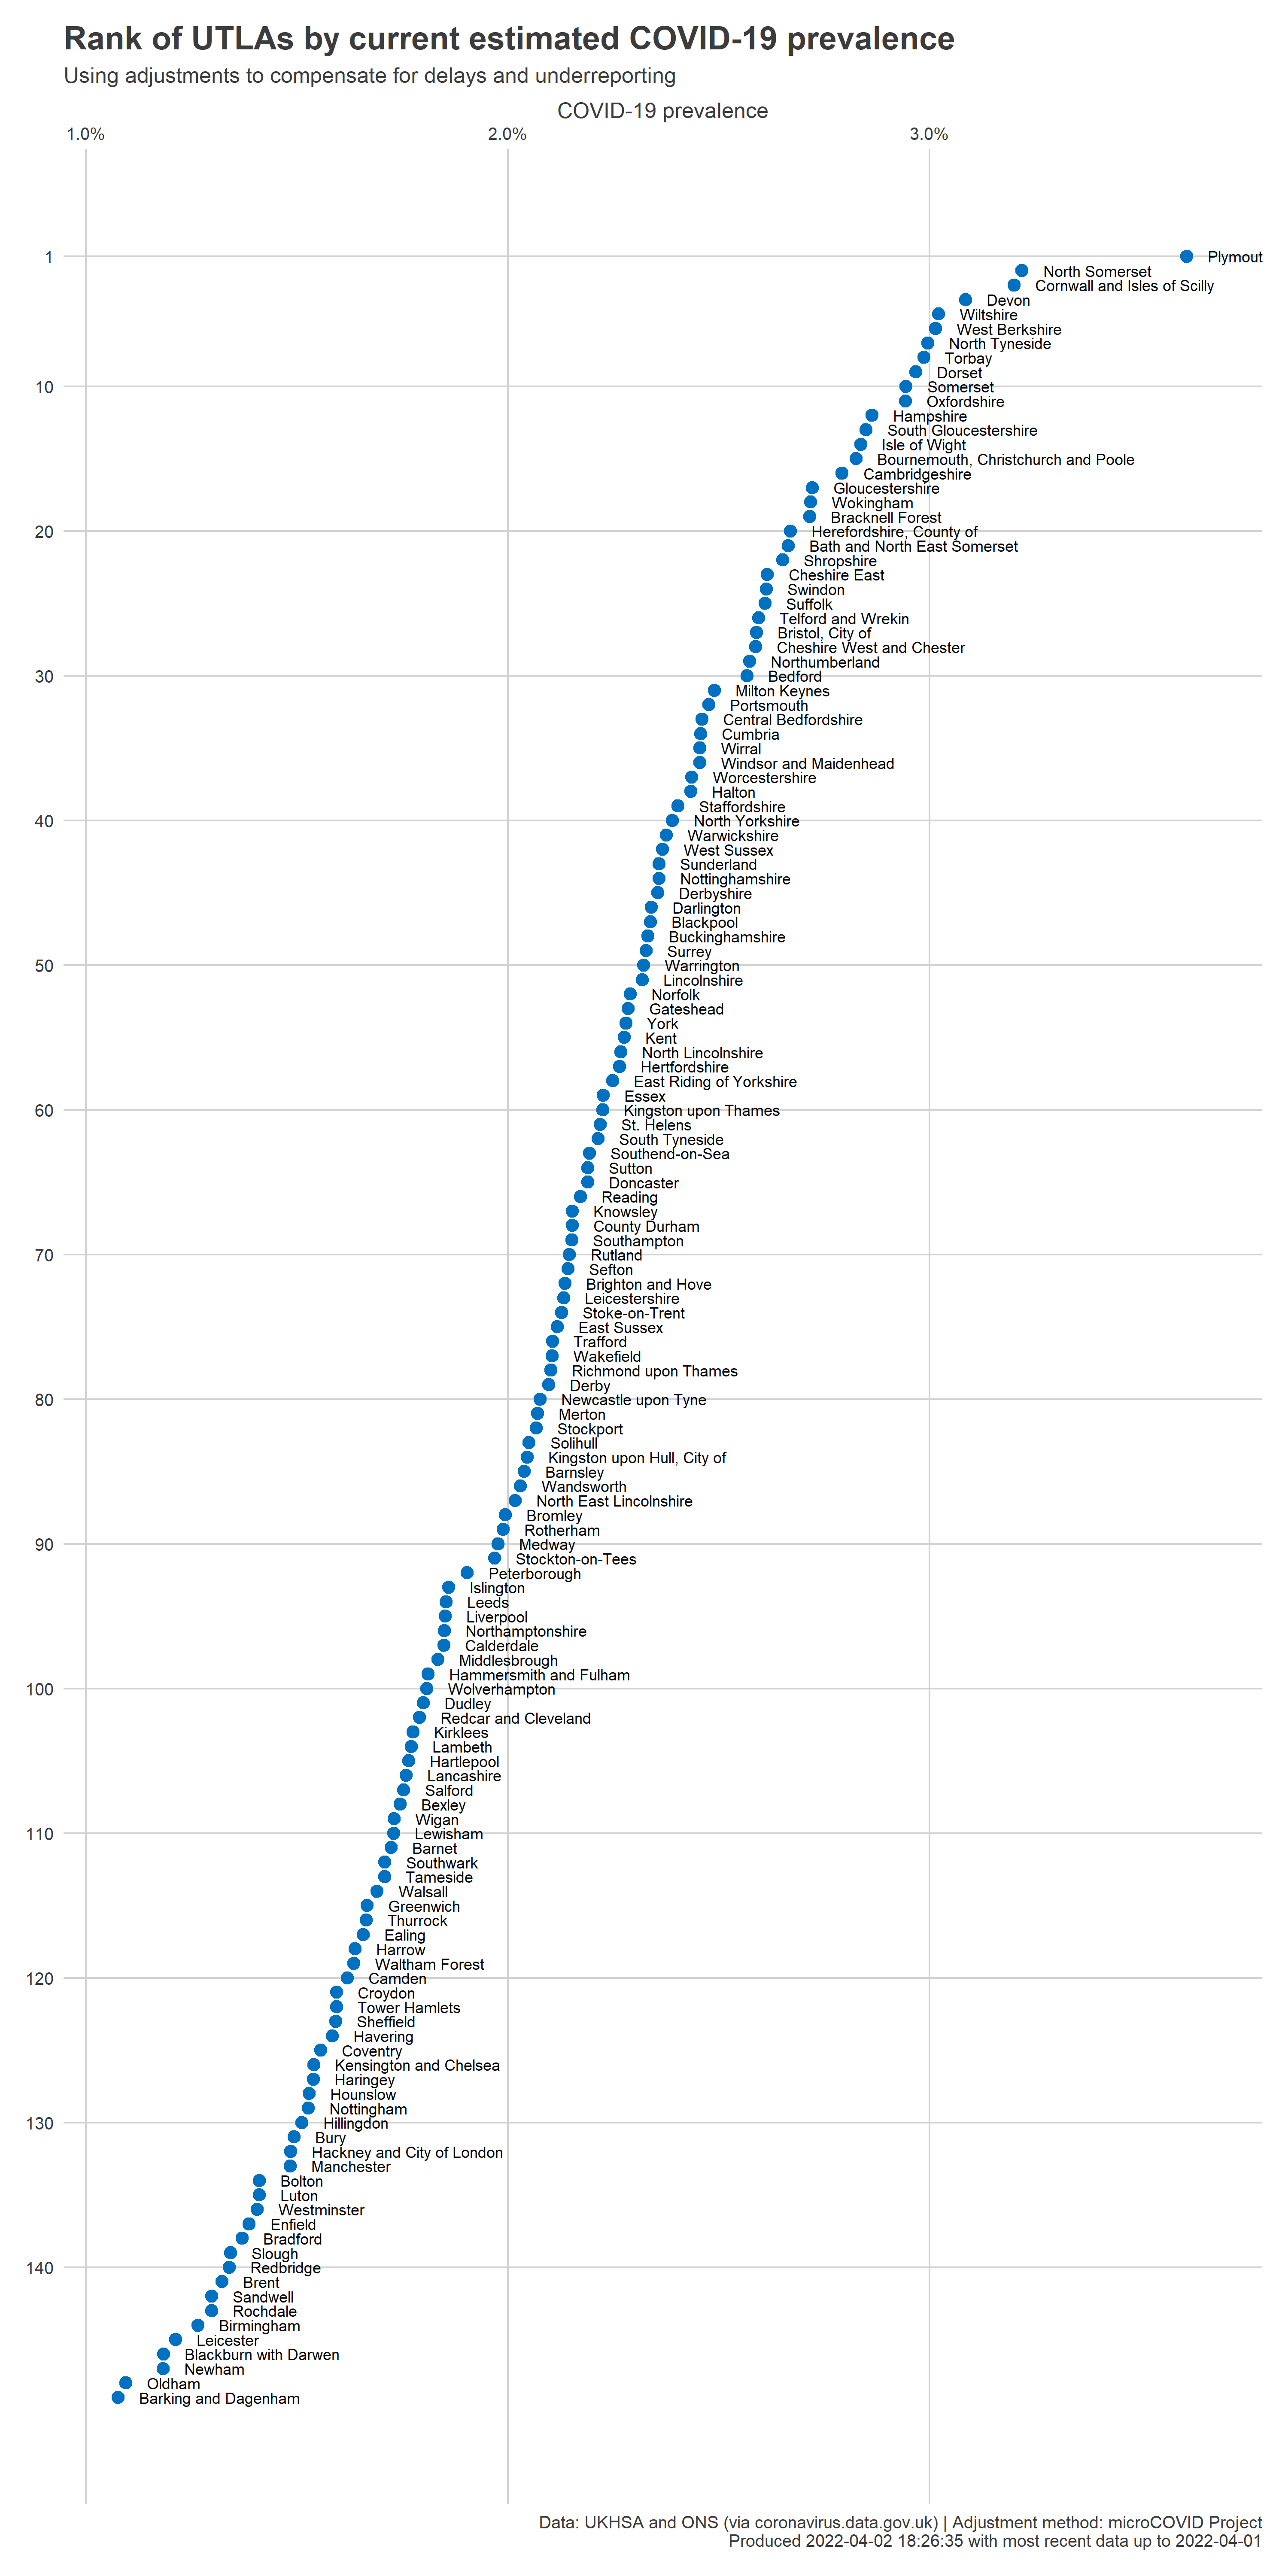 Rank of UTLAs by current estimated COVID-19 prevalence
Using adjustments to compensate for delays and underreporting
COVID-19 prevalence
1.0% 2.0% 3.0%
1 Plymout
North Somerset
Cornwall and Isles of Scilly
Devon
Wiltshire
West Berkshire
North Tyneside
Torbay
Dorset
10 Somerset
Oxfordshire
Hampshire
South Gloucestershire
Isle of Wight
Bournemouth, Christchurch and Poole
Cambridgeshire
Gloucestershire
Wokingham
Bracknell Forest
20 Herefordshire, County of
Bath and North East Somerset
Shropshire
Cheshire East
Swindon
Suffolk
Telford and Wrekin
Bristol, City of
Cheshire West and Chester
Northumberland
30 Bedford
Milton Keynes
Portsmouth
Central Bedfordshire
Cumbria
Wirral
Windsor and Maidenhead
Worcestershire
Halton
Staffordshire
40 North Yorkshire
Warwickshire
West Sussex
Sunderland
Nottinghamshire
Derbyshire
Darlington
Blackpool
Buckinghamshire
Surrey
50 Warrington
Lincolnshire
Norfolk
Gateshead
York
Kent
North Lincolnshire
Hertfordshire
East Riding of Yorkshire
Essex
60 Kingston upon Thames
St. Helens
South Tyneside
Southend-on-Sea
Sutton
Doncaster
Reading
Knowsley
County Durham
Southampton
70 Rutland
Sefton
Brighton and Hove
Leicestershire
Stoke-on-Trent
East Sussex
Trafford
Wakefield
Richmond upon Thames
Derby
80 Newcastle upon Tyne
Merton
Stockport
Solihull
Kingston upon Hull, City of
Barnsley
Wandsworth
North East Lincolnshire
Bromley
Rotherham
90 Medway
Stockton-on-Tees
Peterborough
Islington
Leeds
Liverpool
Northamptonshire
Calderdale
Middlesbrough
Hammersmith and Fulham
100 Wolverhampton
Dudley
Redcar and Cleveland
Kirklees
Lambeth
Hartlepool
Lancashire
Salford
Bexley
Wigan
110 Lewisham
Barnet
Southwark
Tameside
Walsall
Greenwich
Thurrock
Ealing
Harrow
Waltham Forest
120 Camden
Croydon
Tower Hamlets
Sheffield
Havering
Coventry
Kensington and Chelsea
Haringey
Hounslow
Nottingham
130 Hillingdon
Bury
Hackney and City of London
Manchester
Bolton
Luton
Westminster
Enfield
Bradford
Slough
140 Redbridge
Brent
Sandwell
Rochdale
Birmingham
Leicester
Blackburn with Darwen
Newham
Oldham
Barking and Dagenham
Data: UKHSA and ONS (via coronavirus.data.gov.uk) | Adjustment method: microCOVID Project
Produced 2022-04-02 18:26:35 with most recent data up to 2022-04-01